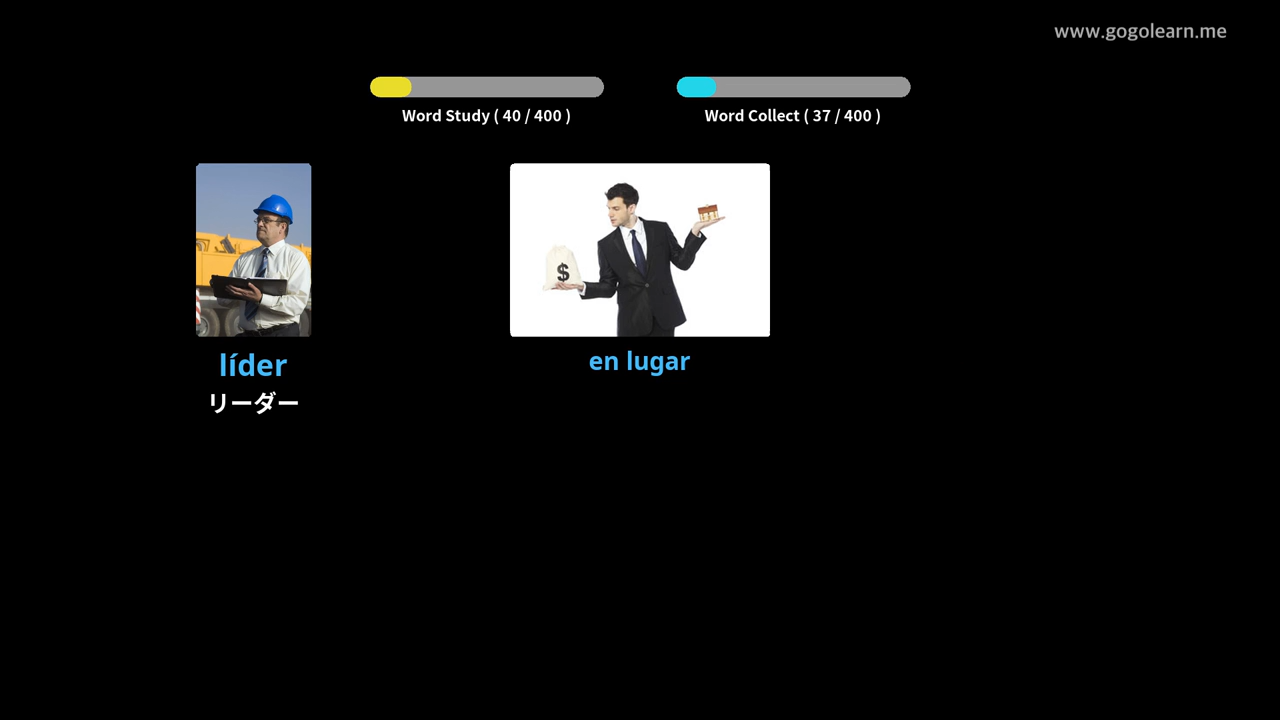 www.gogolearn.me
Word Study ( 40 / 400 )
Word Collect ( 37 / 400 )
$
líder
リーダー
en lugar